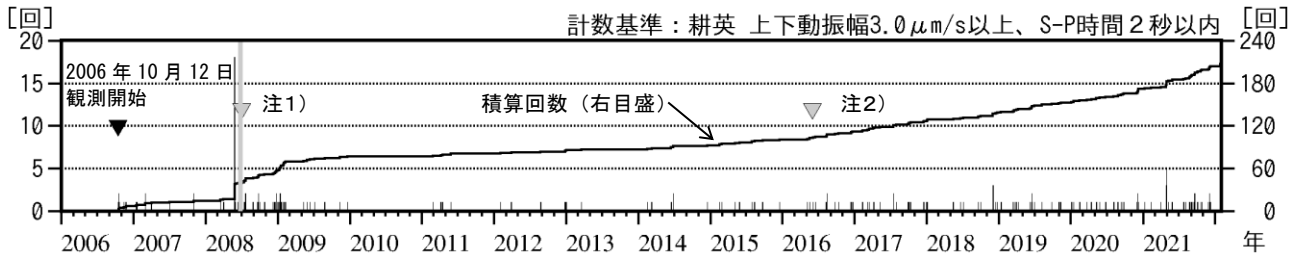 [回]
計数基準：耕英 上下動振幅3.0μm/s以上、S-P時間２秒以内
[回]
20
240
2006 年 10 月 12 日
観測開始
15
180
注1）
積算回数（右目盛）
注2）
10
120
5
60
0
0
2006 2007 2008 2009 2010 2011 2012 2013 2014 2015 2016 2017 2018 2019 2020 2021 年